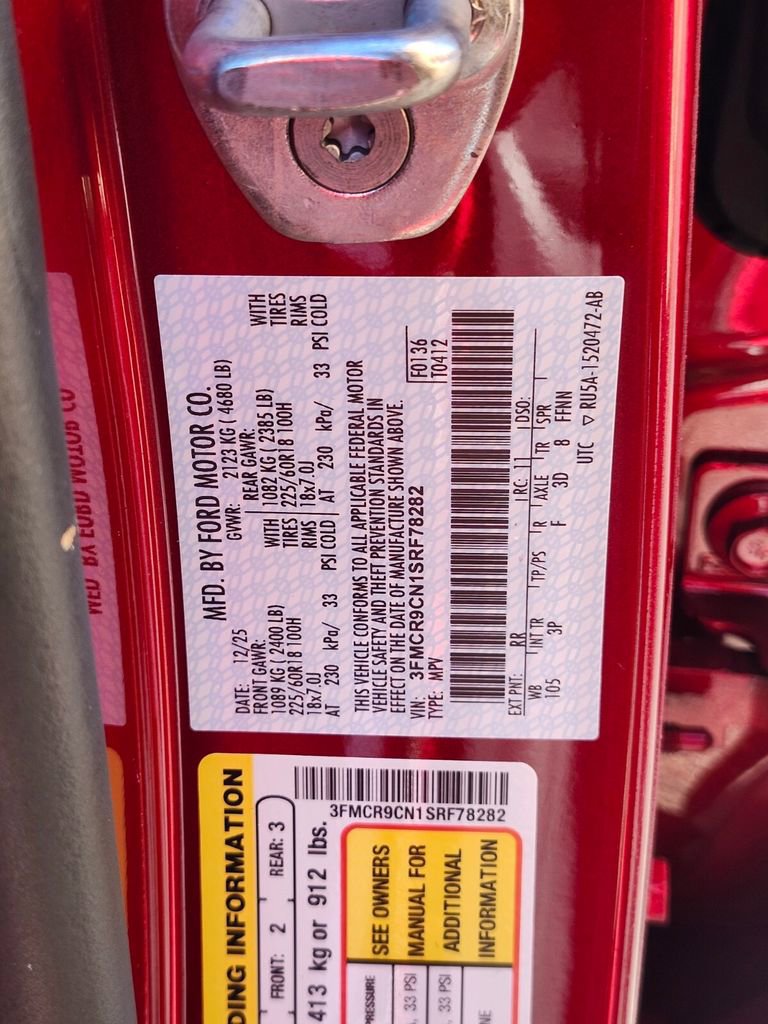 MFD. BY FORD MOTOR CO.
DATE: 12/25 GVWR: 2123 KG ( 4680 LB)
FRONT GAWR: REAR GAWR:
1089 KG ( 2400 LB) WITH 1082 KG ( 2385 LB) WITH
225/60R18 100H TIRES 225/60R18 100H TIRES
18x7.0J RIMS 18x7.0J RIMS
AT 230 kPa/ 33 PSI COLD AT 230 kPa/ 33 PSI COLD
THIS VEHICLE CONFORMS TO ALL APPLICABLE FEDERAL MOTOR
VEHICLE SAFETY AND THEFT PREVENTION STANDARDS IN
EFFECT ON THE DATE OF MANUFACTURE SHOWN ABOVE.
VIN: 3FMCR9CN1SRF78282 F0136
TYPE: MPV T0412
EXT PNT: RR RC: 11 DSO:
WB INT TR TP/PS R AXLE TR SPR
105 3P F 3D 8 FFNN
UTC ▽ RU5A-1520472-AB
DING INFORMATION
FRONT: 2 REAR: 3
3FMCR9CN1SRF78282
413 kg or 912 lbs.
SEE OWNERS
MANUAL FOR
ADDITIONAL
INFORMATION
PRESSURE
, 33 PSI
, 33 PSI
NE